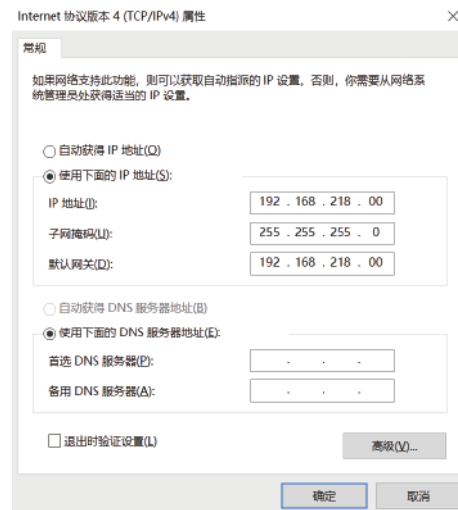 Internet 协议版本 4 (TCP/IPv4) 属性
常规
如果网络支持此功能，则可以获取自动指派的 IP 设置。否则，你需要从网络系
统管理员处获得适当的 IP 设置。
自动获得 IP 地址(O)
使用下面的 IP 地址(S):
IP 地址(I): 192 . 168 . 218 . 00
子网掩码(U): 255 . 255 . 255 . 0
默认网关(D): 192 . 168 . 218 . 00
自动获得 DNS 服务器地址(B)
使用下面的 DNS 服务器地址(E):
首选 DNS 服务器(P): . . .
备用 DNS 服务器(A): . . .
退出时验证设置(L)
高级(V)...
确定 取消